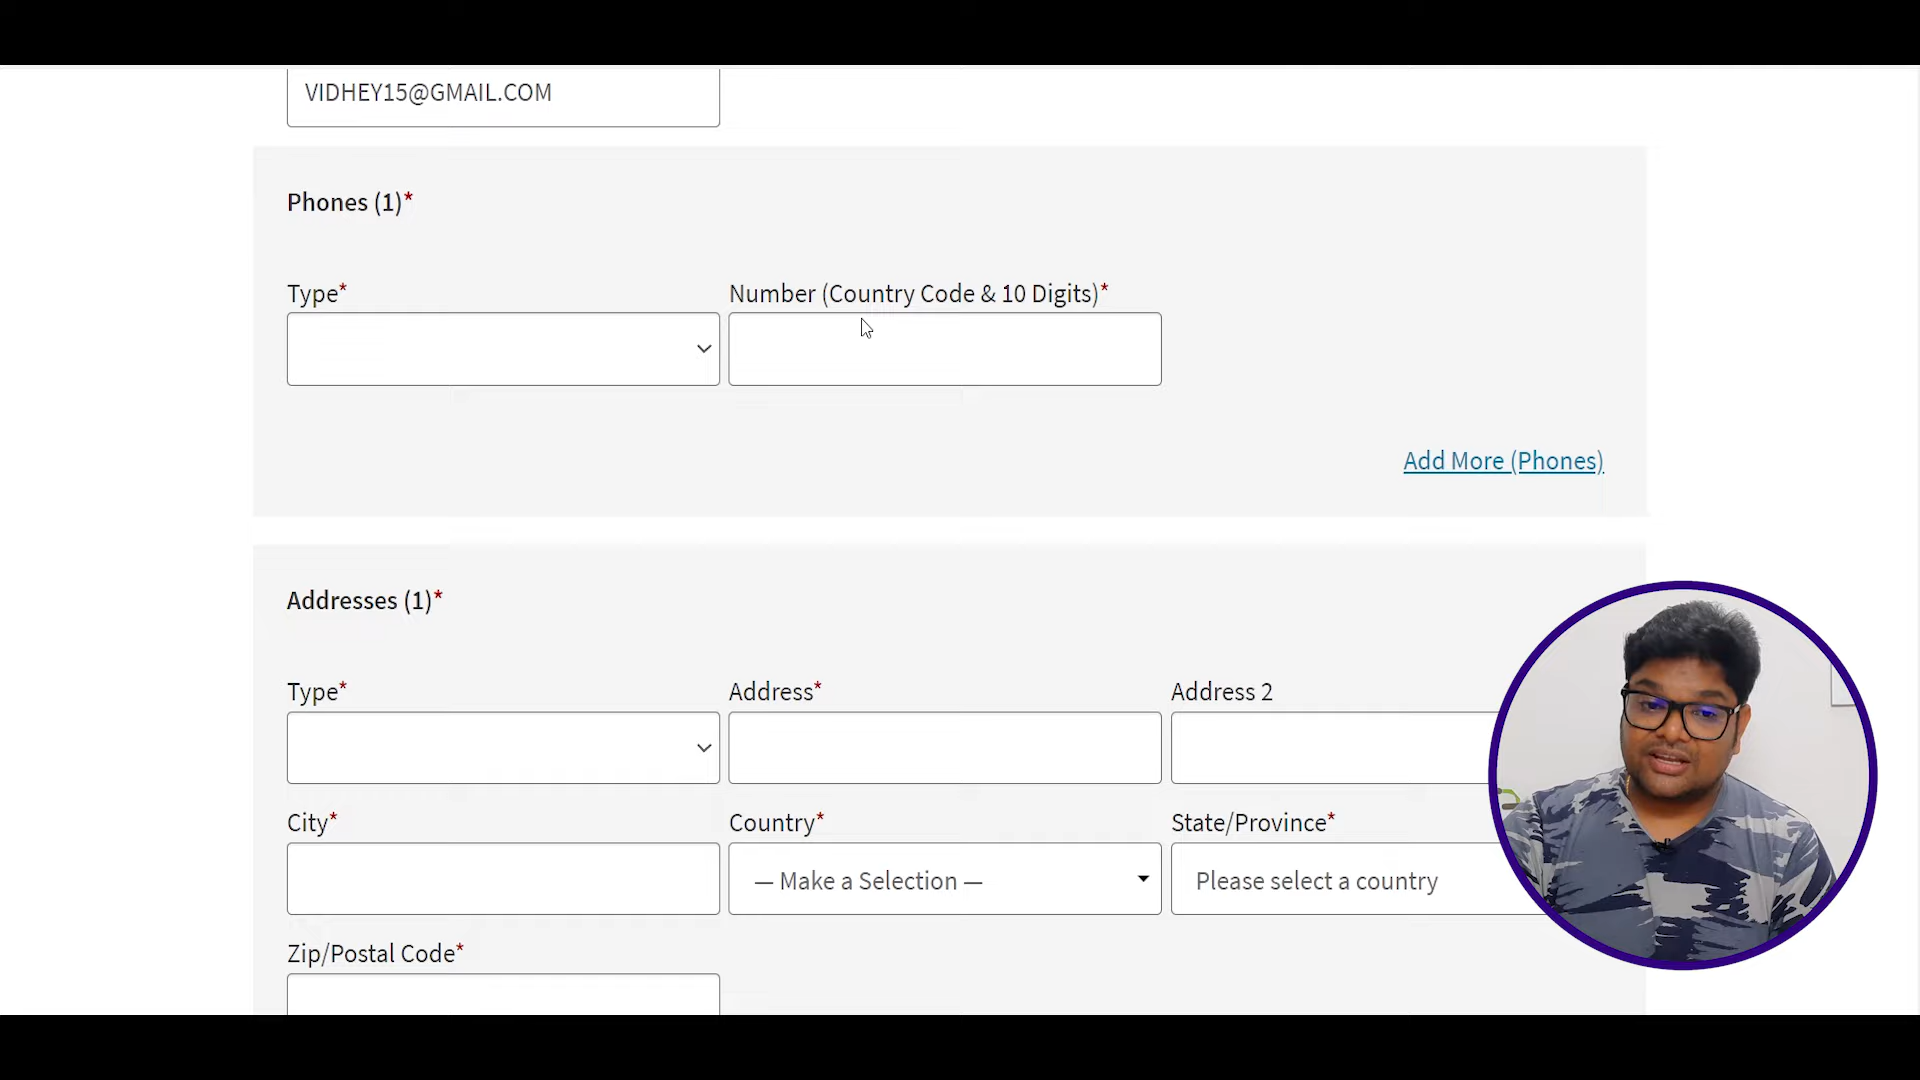 VIDHEY15@GMAIL.COM
Phones (1)*
Type*
Number (Country Code & 10 Digits)*
Add More (Phones)
Addresses (1)*
Type*
Address*
Address 2
City*
Country*
State/Province*
— Make a Selection —
Please select a country
Zip/Postal Code*